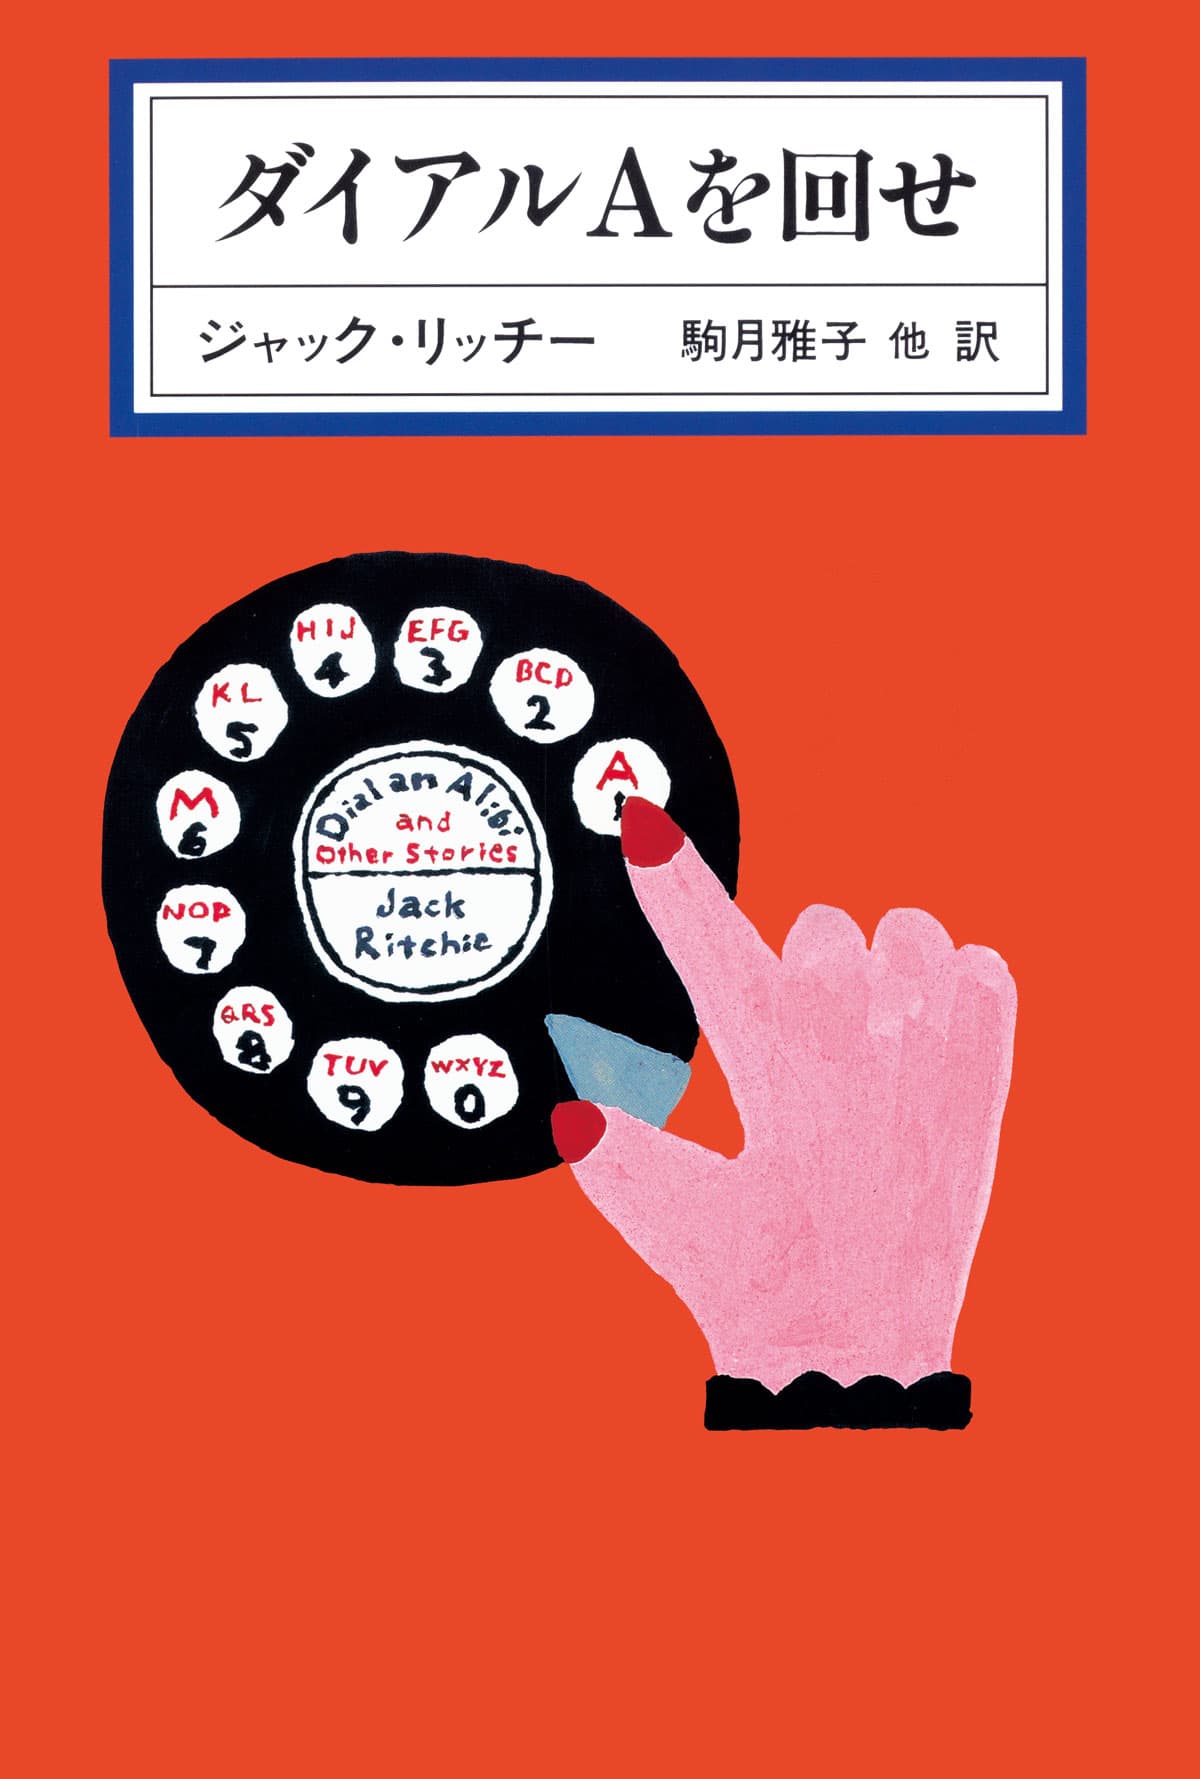 ダイアルAを回せ
ジャック・リッチー　駒月雅子 他 訳
HIJ
4
EFG
3
BCD
2
A
KL
5
M
6
NOP
7
QRS
8
TUV
9
WXYZ
0
Dial an Alibi
and
Other Stories
Jack
Ritchie